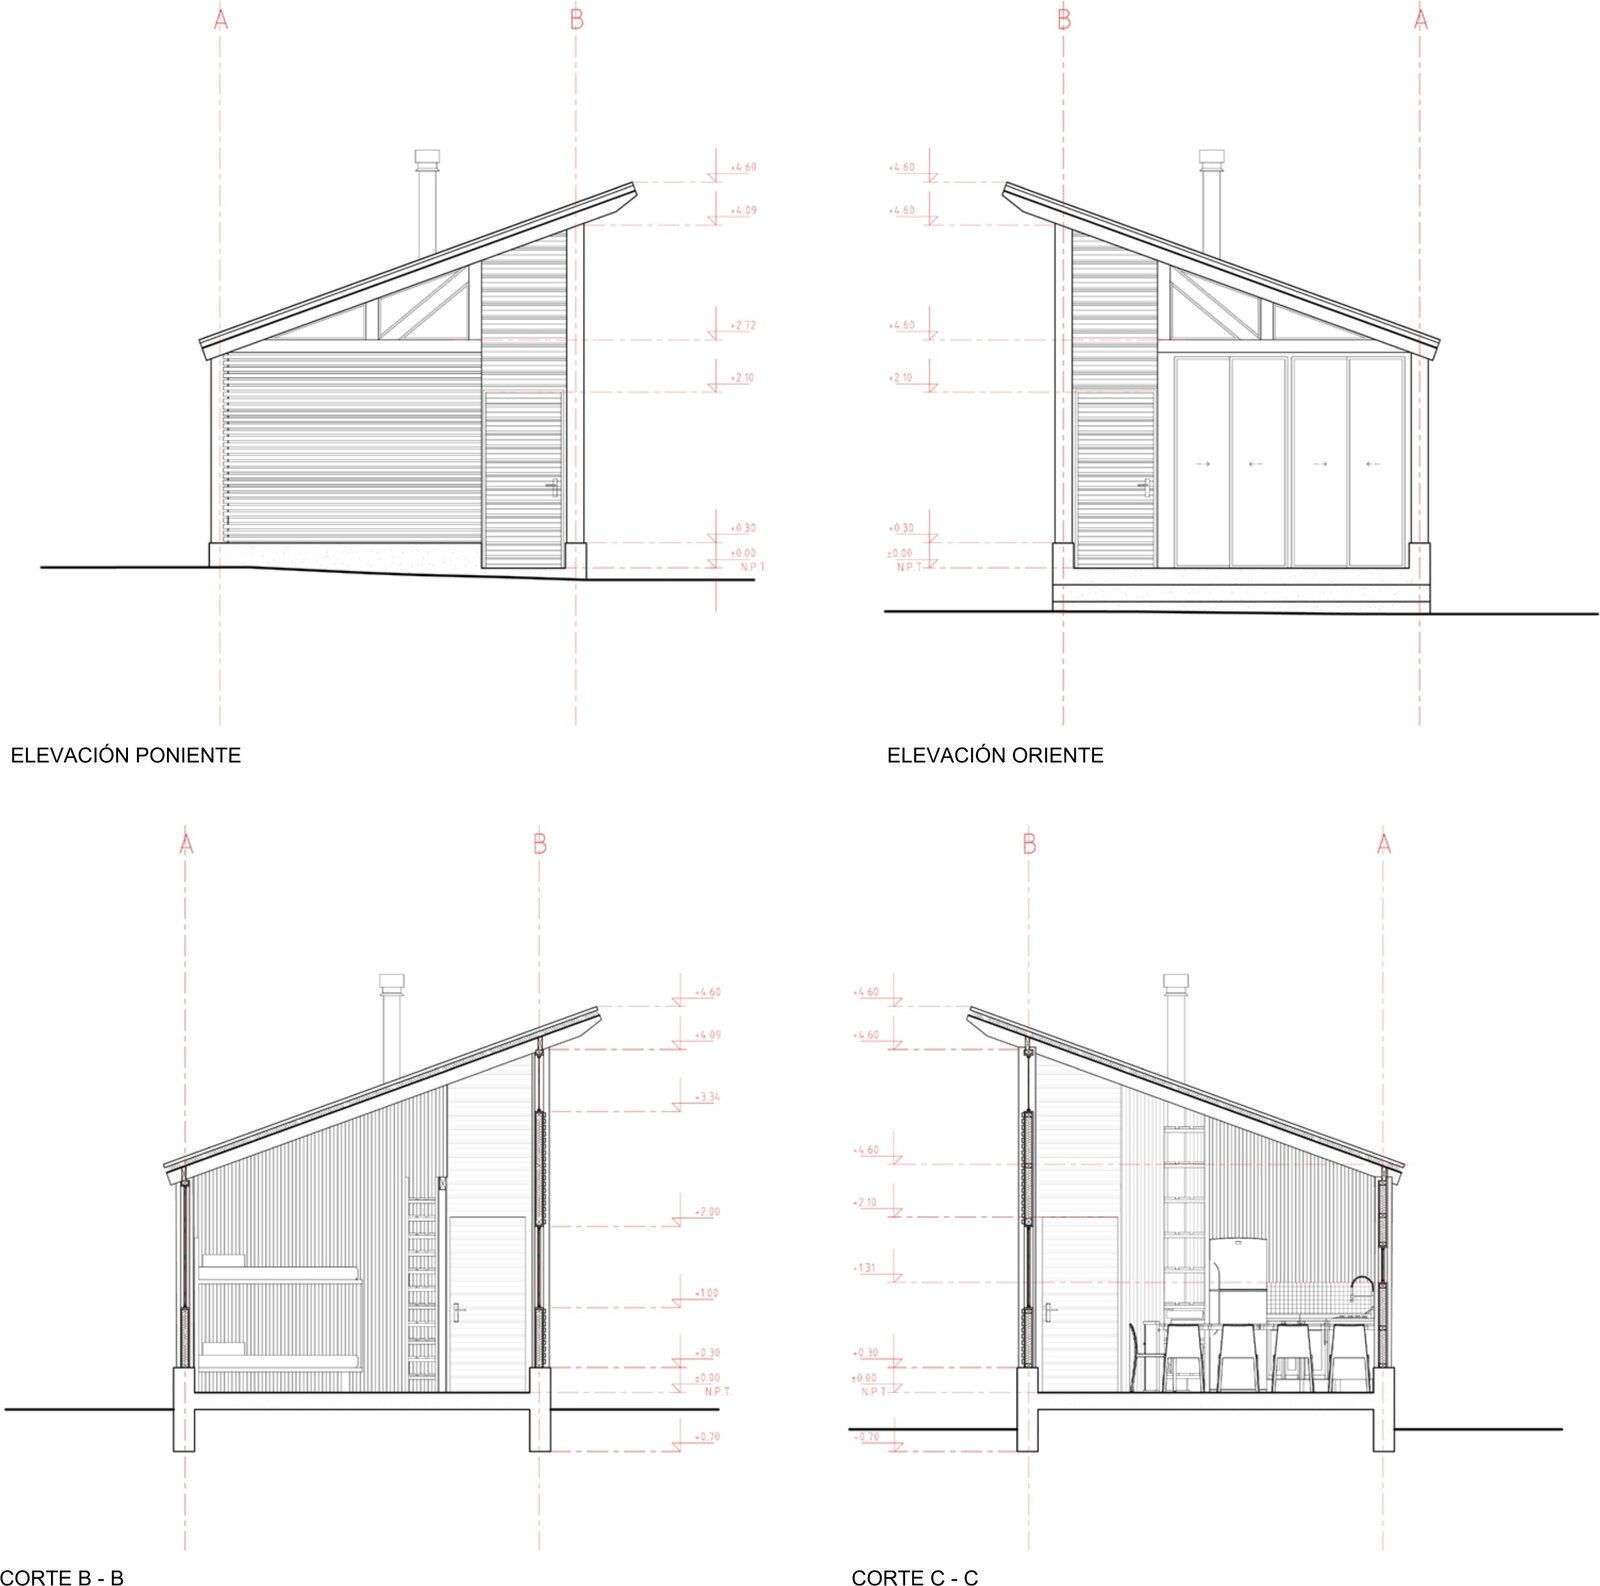 A
B
B
A
+4.60
+4.09
+2.72
+2.10
+0.30
±0.00
N.P.T.
+4.60
+4.60
+4.60
+2.10
+0.30
±0.00
N.P.T.
ELEVACIÓN PONIENTE
ELEVACIÓN ORIENTE
A
B
B
A
+4.60
+4.09
+3.34
+2.00
+1.00
+0.30
±0.00
N.P.T.
-0.70
+4.60
+4.60
+4.60
+2.10
+1.31
+0.30
±0.00
N.P.T.
-0.70
CORTE B - B
CORTE C - C